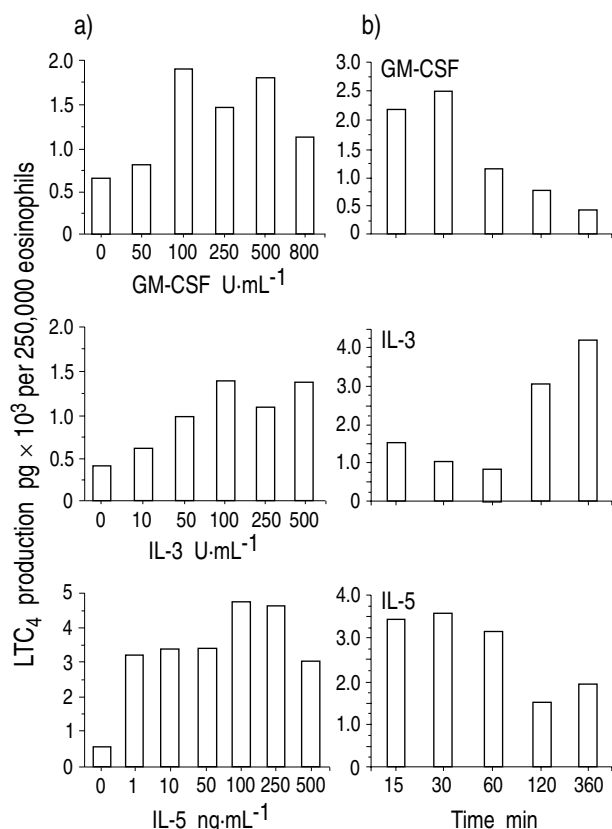 a)
b)
LTC4 production pg × 10³ per 250,000 eosinophils
2.0
1.5
1.0
0.5
0
0 50 100 250 500 800
GM-CSF U·mL-1
GM-CSF
3.0
2.5
2.0
1.5
1.0
0.5
0
2.0
1.5
1.0
0.5
0
0 10 50 100 250 500
IL-3 U·mL-1
IL-3
4.0
3.0
2.0
1.0
0
5
4
3
2
1
0
0 1 10 50 100 250 500
IL-5 ng·mL-1
IL-5
4.0
3.0
2.0
1.0
0
15 30 60 120 360
Time min